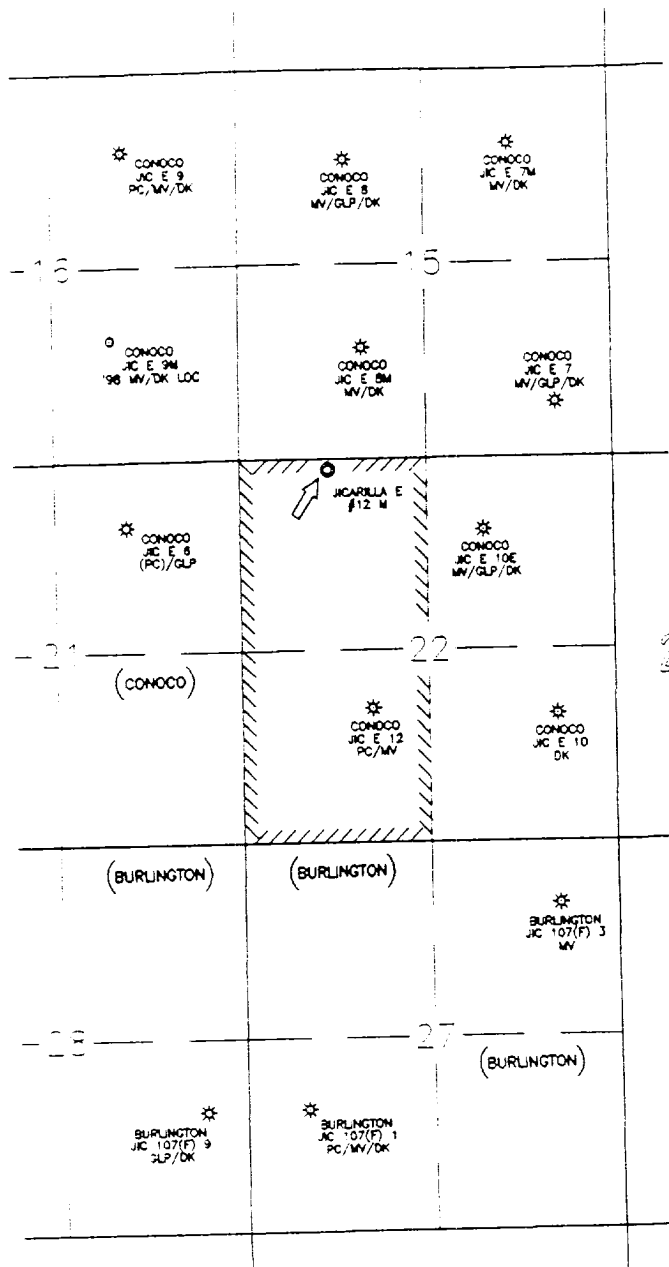 CONOCO
JIC E 9
PC/MV/DK
CONOCO
JIC E 8
MV/GLP/DK
CONOCO
JIC E 7M
MV/DK
16
15
CONOCO
JIC E 9M
'98 MV/DK LOC
CONOCO
JIC E 8M
MV/DK
CONOCO
JIC E 7
MV/GLP/DK
JICARILLA E
#12 M
CONOCO
JIC E 6
(PC)/GLP
CONOCO
JIC E 10E
MV/GLP/DK
21
22
(CONOCO)
CONOCO
JIC E 12
PC/MV
CONOCO
JIC E 10
DK
(BURLINGTON)
(BURLINGTON)
BURLINGTON
JIC 107(F) 3
MV
28
27
(BURLINGTON)
BURLINGTON
JIC 107(F) 9
GLP/DK
BURLINGTON
JIC 107(F) 1
PC/MV/DK